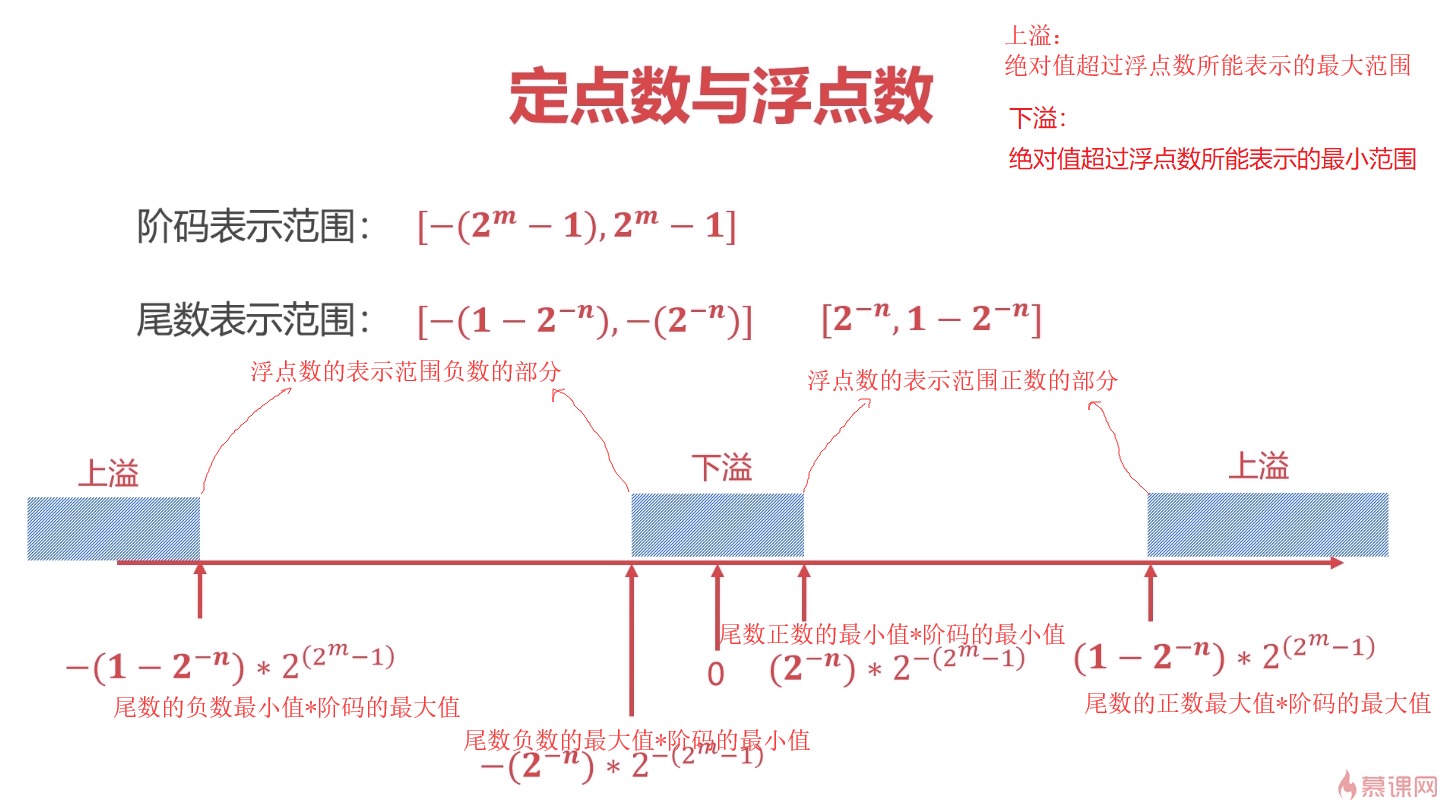 上溢：
绝对值超过浮点数所能表示的最大范围
定点数与浮点数
下溢：
绝对值超过浮点数所能表示的最小范围
阶码表示范围： [−(2^m − 1), 2^m − 1]
尾数表示范围： [−(1 − 2^−n), −(2^−n)] [2^−n, 1 − 2^−n]
浮点数的表示范围负数的部分
浮点数的表示范围正数的部分
上溢
下溢
上溢
尾数正数的最小值*阶码的最小值
−(1 − 2^−n) ∗ 2^(2^m−1)
0
(2^−n) ∗ 2^−(2^m−1)
(1 − 2^−n) ∗ 2^(2^m−1)
尾数的负数最小值*阶码的最大值
尾数的正数最大值*阶码的最大值
尾数负数的最大值*阶码的最小值
−(2^−n) ∗ 2^−(2^m−1)
慕课网